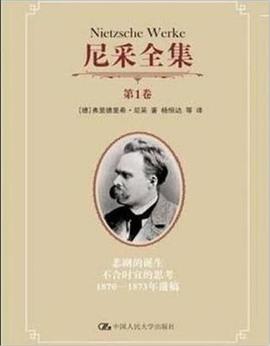 Nietzsche Werke
尼采全集
第1卷
[德]弗里德里希·尼采 著 杨恒达 等 译
悲剧的诞生
不合时宜的思考
1870—1873年遗稿
中国人民大学出版社